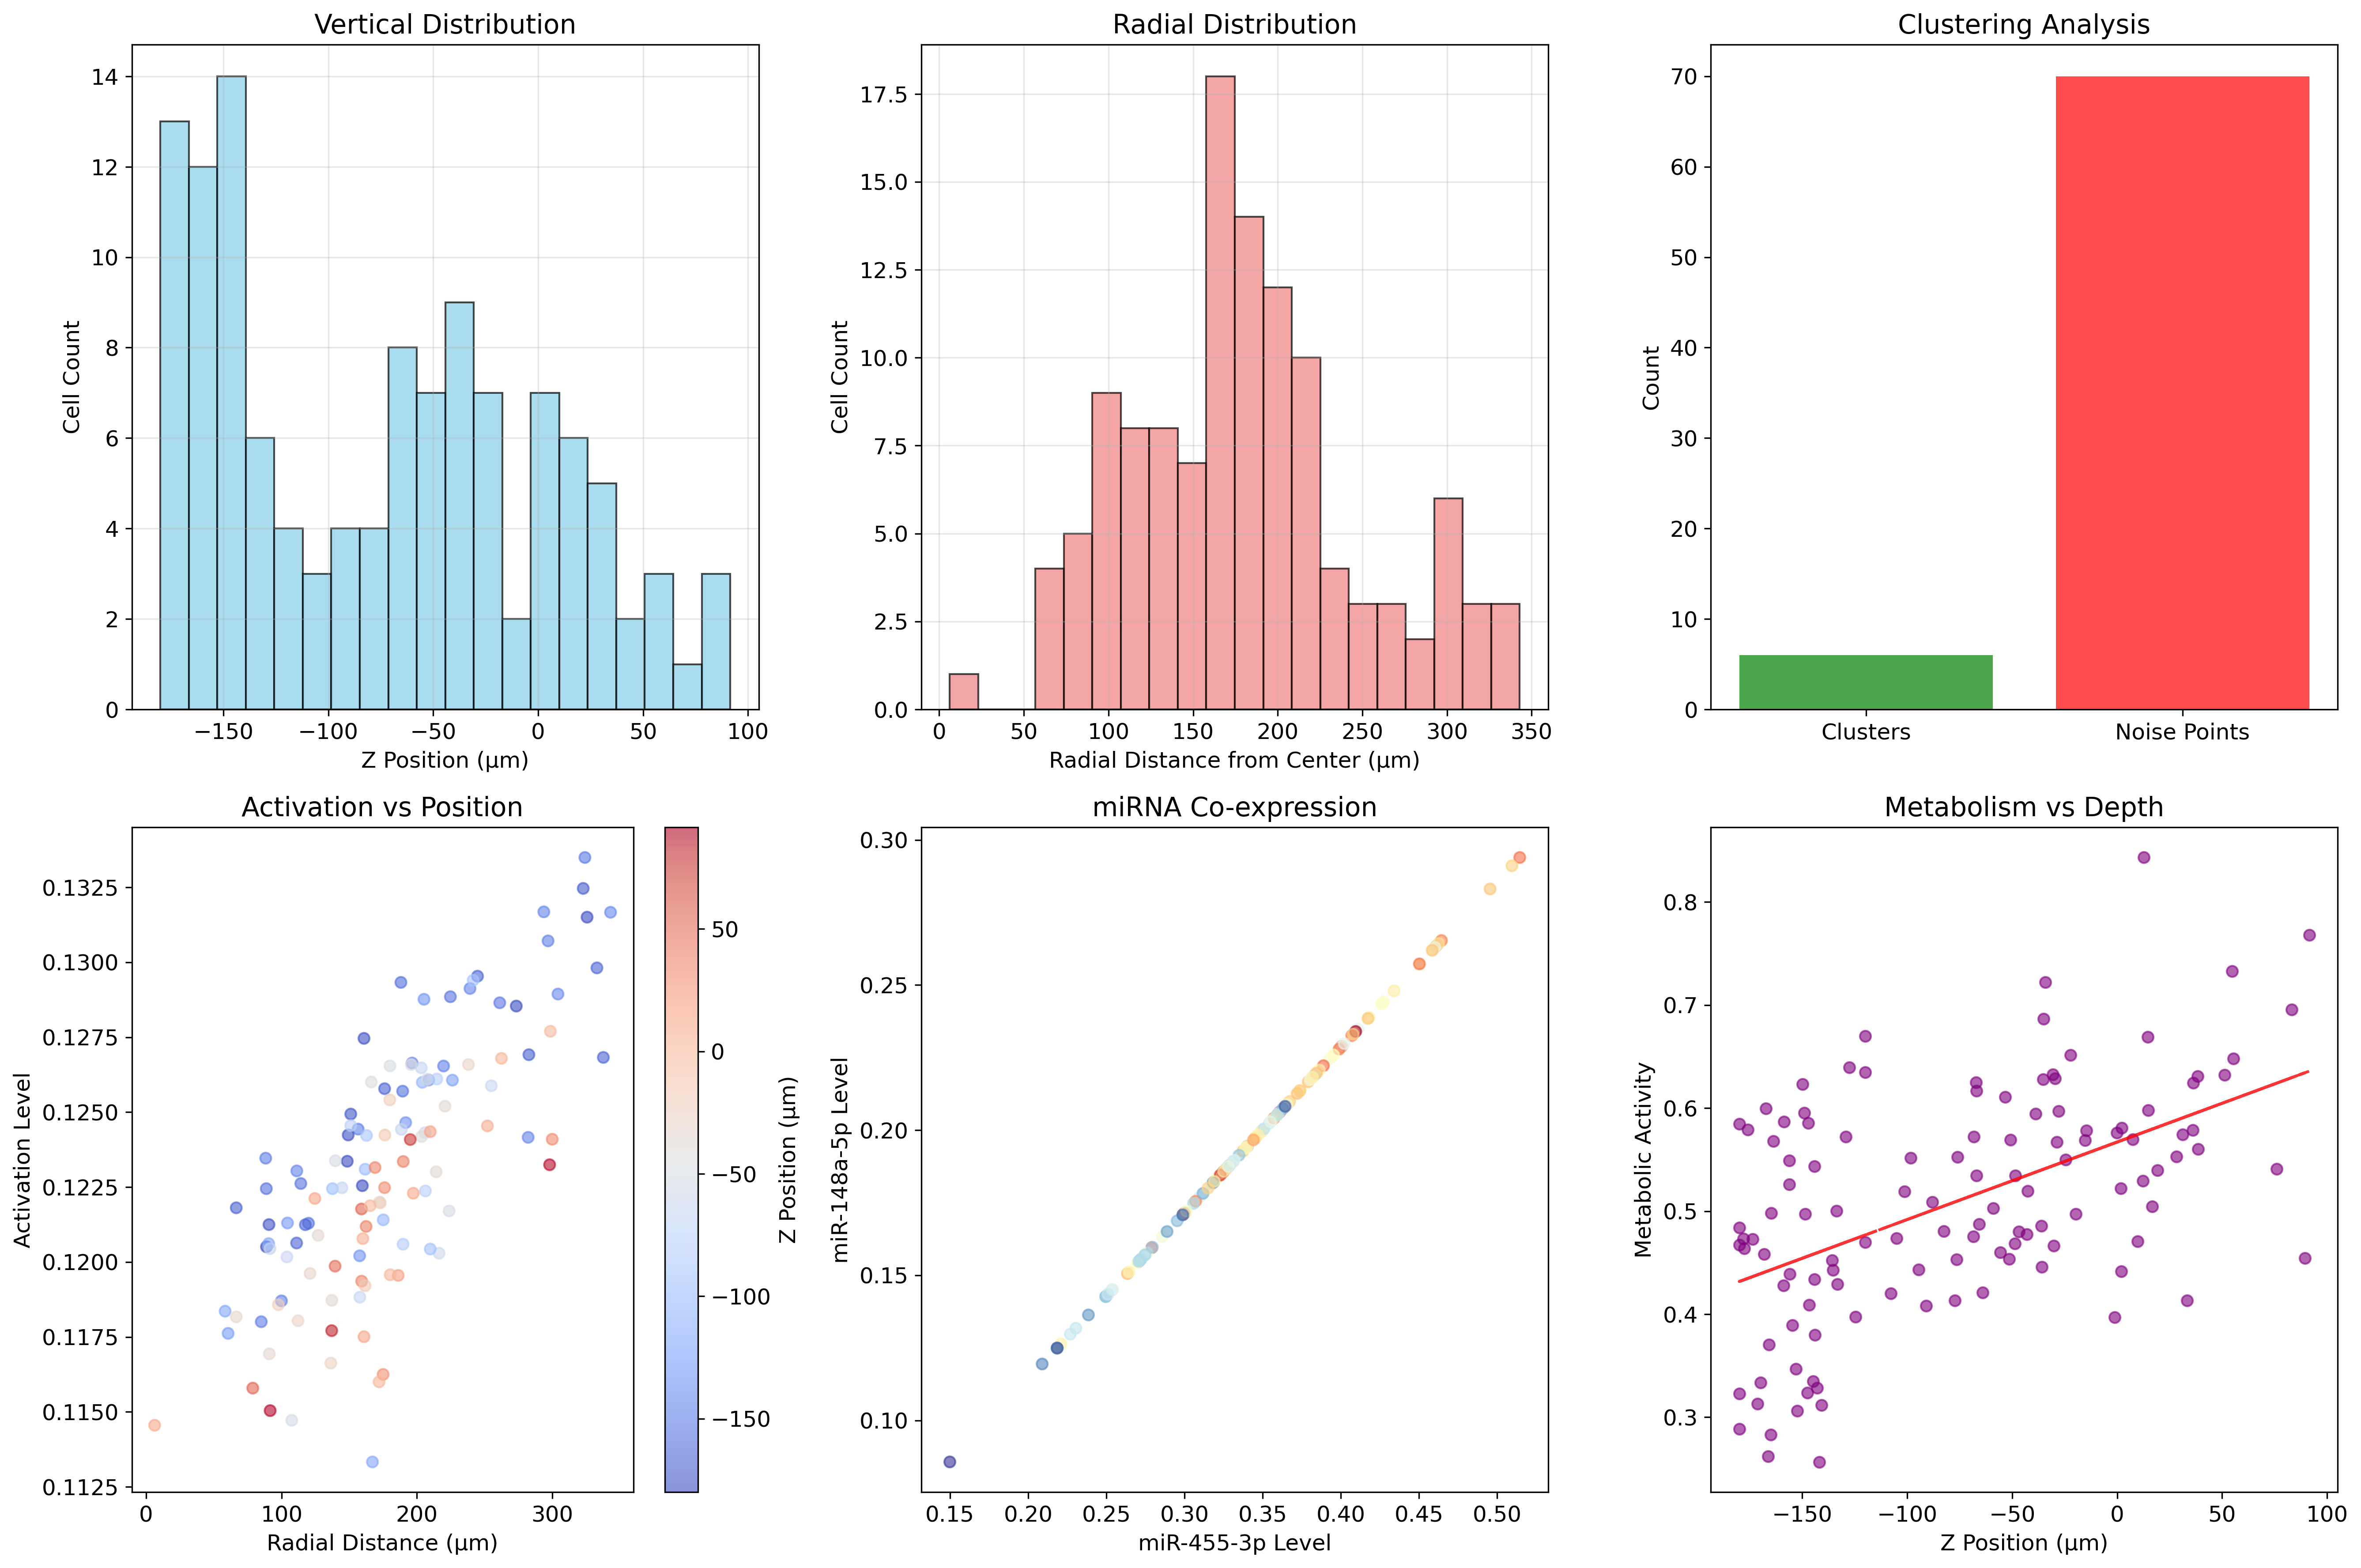 Vertical Distribution
14
12
10
8
6
4
2
0
Cell Count
−150 −100 −50 0 50 100
Z Position (μm)
Radial Distribution
17.5
15.0
12.5
10.0
7.5
5.0
2.5
0.0
Cell Count
0 50 100 150 200 250 300 350
Radial Distance from Center (μm)
Clustering Analysis
70
60
50
40
30
20
10
0
Count
Clusters Noise Points
Activation vs Position
0.1325
0.1300
0.1275
0.1250
0.1225
0.1200
0.1175
0.1150
0.1125
Activation Level
0 100 200 300
Radial Distance (μm)
50
0
−50
−100
−150
Z Position (μm)
miRNA Co-expression
0.30
0.25
0.20
0.15
0.10
miR-148a-5p Level
0.15 0.20 0.25 0.30 0.35 0.40 0.45 0.50
miR-455-3p Level
Metabolism vs Depth
0.8
0.7
0.6
0.5
0.4
0.3
Metabolic Activity
−150 −100 −50 0 50 100
Z Position (μm)